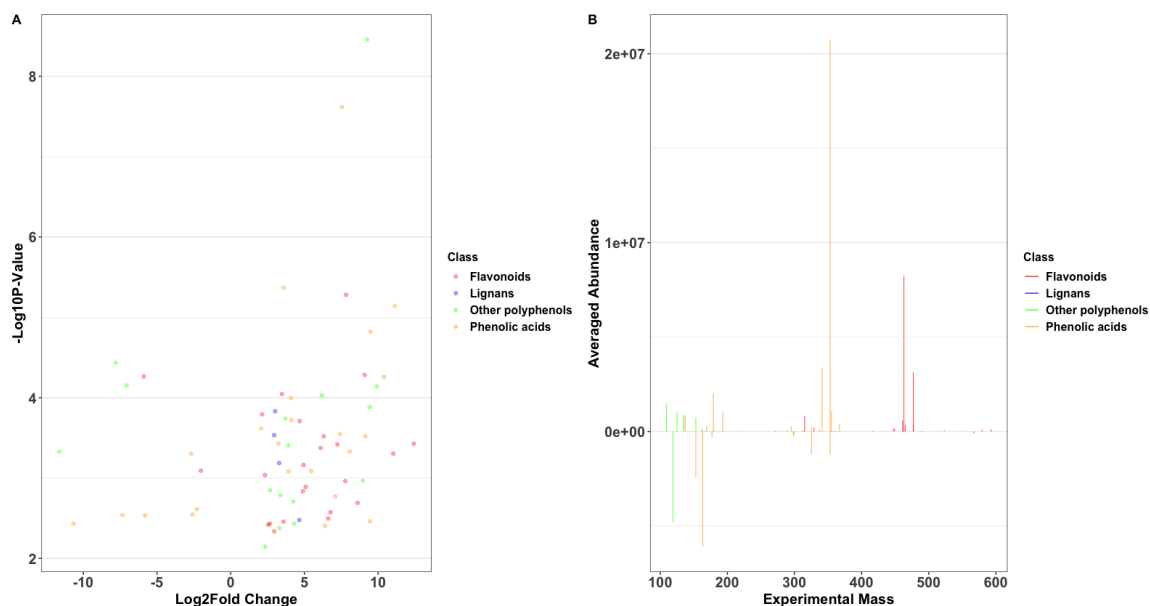 A
-Log10P-Value
8
6
4
2
-10
-5
0
5
10
Log2Fold Change
Class
Flavonoids
Lignans
Other polyphenols
Phenolic acids
B
Averaged Abundance
2e+07
1e+07
0e+00
100
200
300
400
500
600
Experimental Mass
Class
Flavonoids
Lignans
Other polyphenols
Phenolic acids